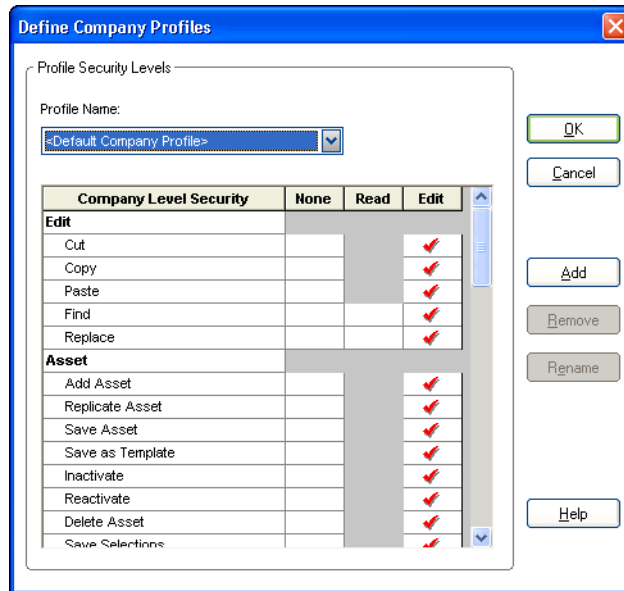 Define Company Profiles
Profile Security Levels
Profile Name:
<Default Company Profile>
Company Level Security None Read Edit
Edit
Cut
Copy
Paste
Find
Replace
Asset
Add Asset
Replicate Asset
Save Asset
Save as Template
Inactivate
Reactivate
Delete Asset
Save Selections
OK
Cancel
Add
Remove
Rename
Help